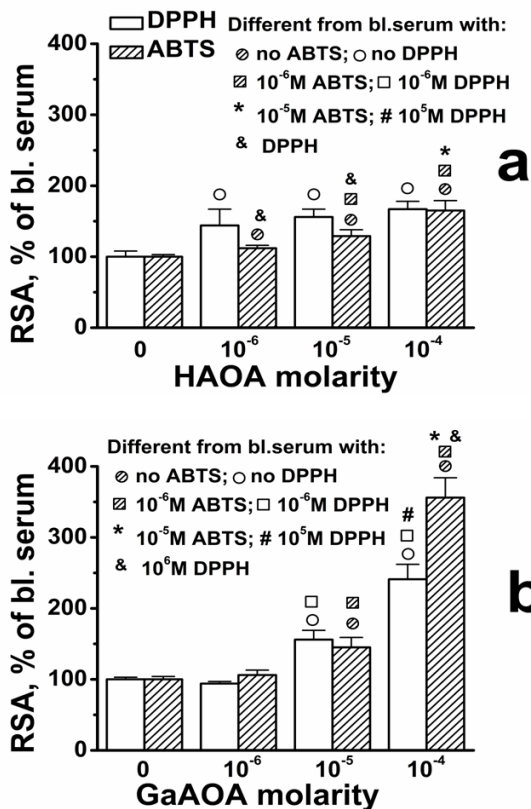 DPPH
ABTS
Different from bl.serum with:
no ABTS; ○ no DPPH
10⁻⁶M ABTS; □ 10⁻⁶M DPPH
* 10⁻⁵M ABTS; # 10⁵M DPPH
& DPPH
a
RSA, % of bl. serum
400
300
200
100
0
&
&
*
0 10⁻⁶ 10⁻⁵ 10⁻⁴
HAOA molarity
b
Different from bl.serum with:
no ABTS; ○ no DPPH
10⁻⁶M ABTS; □ 10⁻⁶M DPPH
* 10⁻⁵M ABTS; # 10⁵M DPPH
& 10⁶M DPPH
RSA, % of bl. serum
400
300
200
100
0
* &
#
0 10⁻⁶ 10⁻⁵ 10⁻⁴
GaAOA molarity